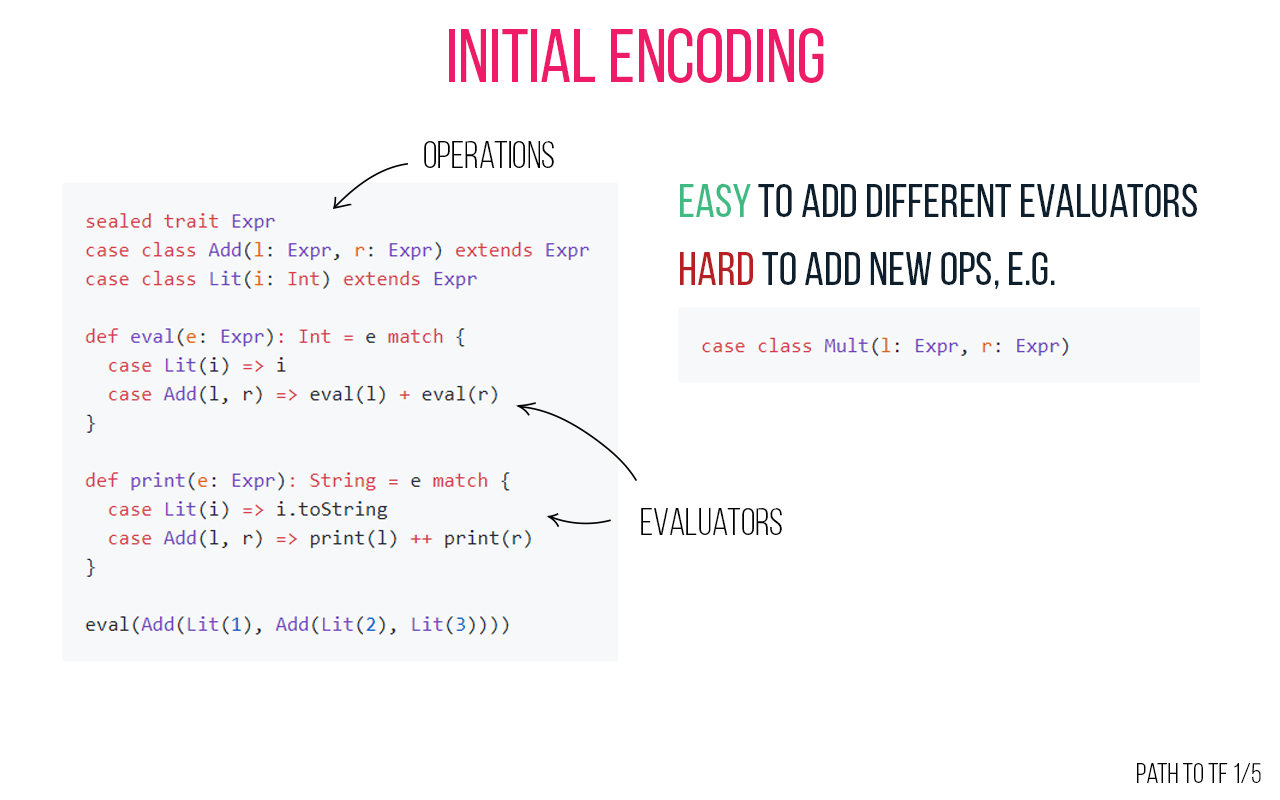 INITIAL ENCODING
OPERATIONS
sealed trait Expr
case class Add(l: Expr, r: Expr) extends Expr
case class Lit(i: Int) extends Expr
def eval(e: Expr): Int = e match {
  case Lit(i) => i
  case Add(l, r) => eval(l) + eval(r)
}
def print(e: Expr): String = e match {
  case Lit(i) => i.toString
  case Add(l, r) => print(l) ++ print(r)
}
eval(Add(Lit(1), Add(Lit(2), Lit(3))))
EVALUATORS
EASY TO ADD DIFFERENT EVALUATORS
HARD TO ADD NEW OPS, E.G.
case class Mult(l: Expr, r: Expr)
PATH TO TF 1/5